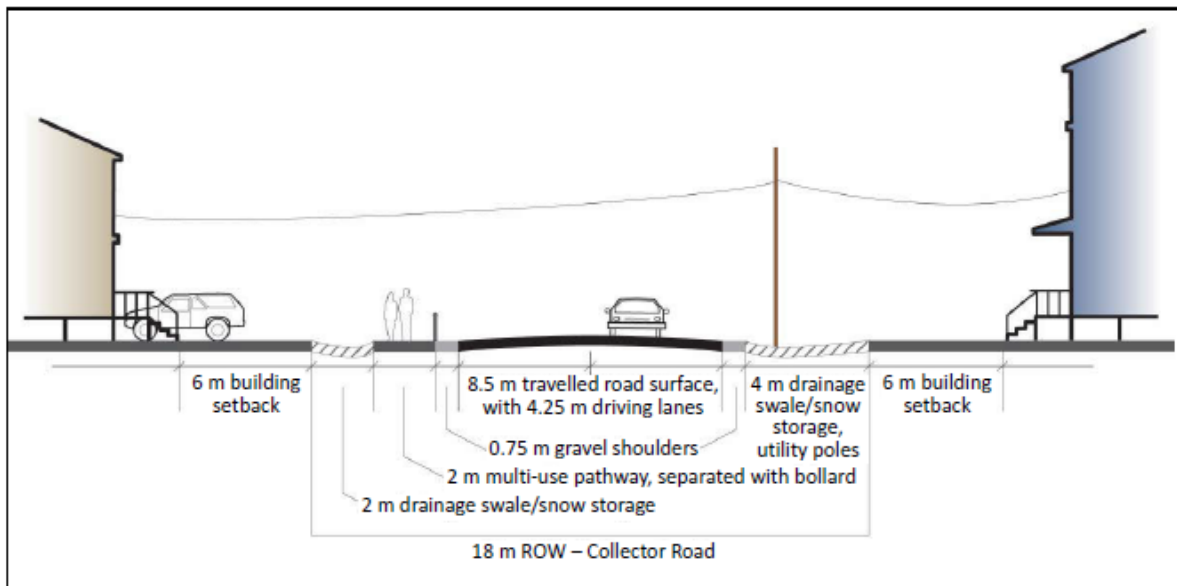 6 m building
setback
8.5 m travelled road surface,
with 4.25 m driving lanes
4 m drainage
swale/snow
storage,
utility poles
6 m building
setback
0.75 m gravel shoulders
2 m multi-use pathway, separated with bollard
2 m drainage swale/snow storage
18 m ROW – Collector Road